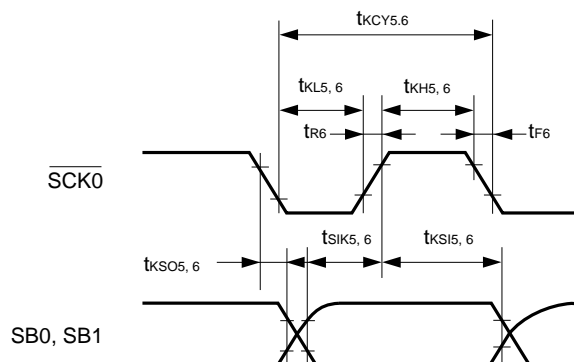 tKCY5.6
tKL5, 6
tKH5, 6
tR6
tF6
SCK0
tSIK5, 6
tKSI5, 6
tKSO5, 6
SB0, SB1